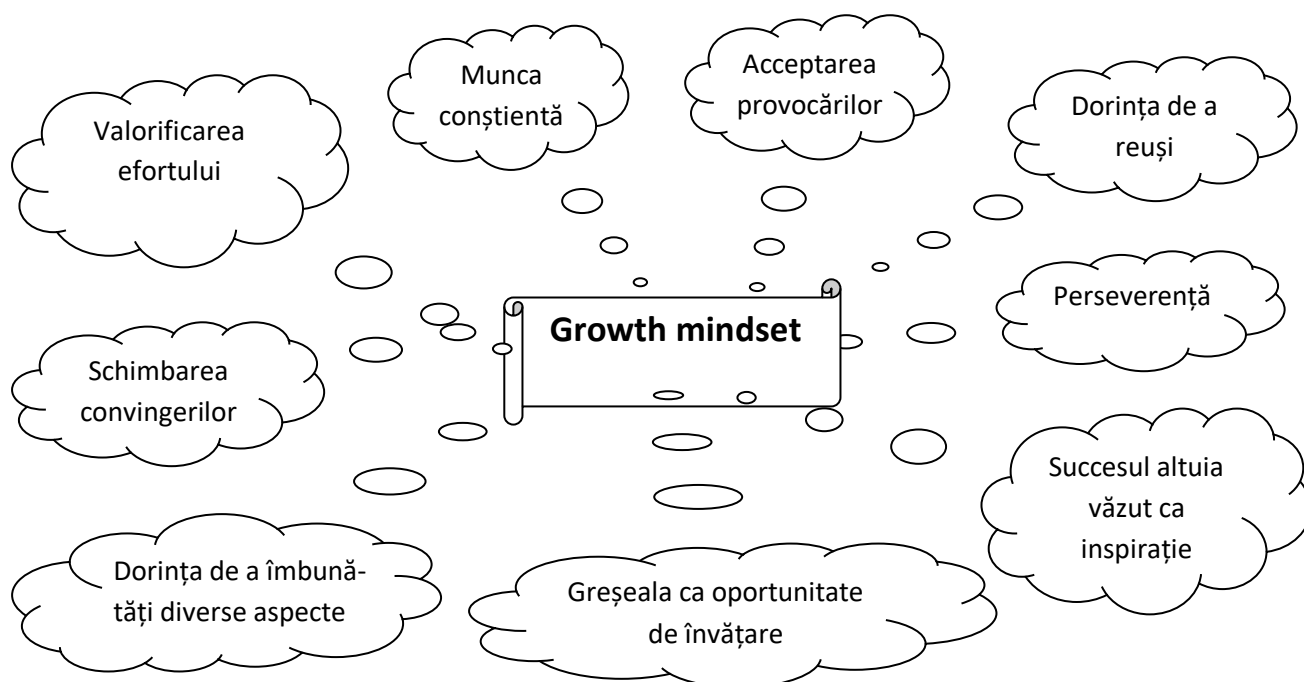 Valorificarea
efortului
Munca
conștientă
Acceptarea
provocărilor
Dorința de a
reuși
Growth mindset
Perseverență
Schimbarea
convingerilor
Succesul altuia
văzut ca
inspirație
Dorința de a îmbună-
tăți diverse aspecte
Greșeala ca oportunitate
de învățare